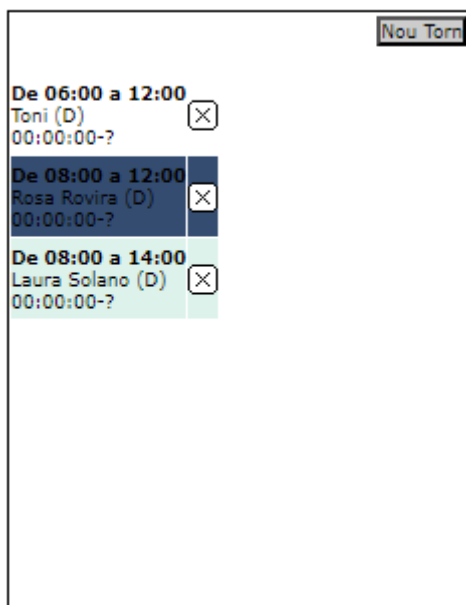 Nou Torn
De 06:00 a 12:00
Toni (D)
00:00:00-?
De 08:00 a 12:00
Rosa Rovira (D)
00:00:00-?
De 08:00 a 14:00
Laura Solano (D)
00:00:00-?